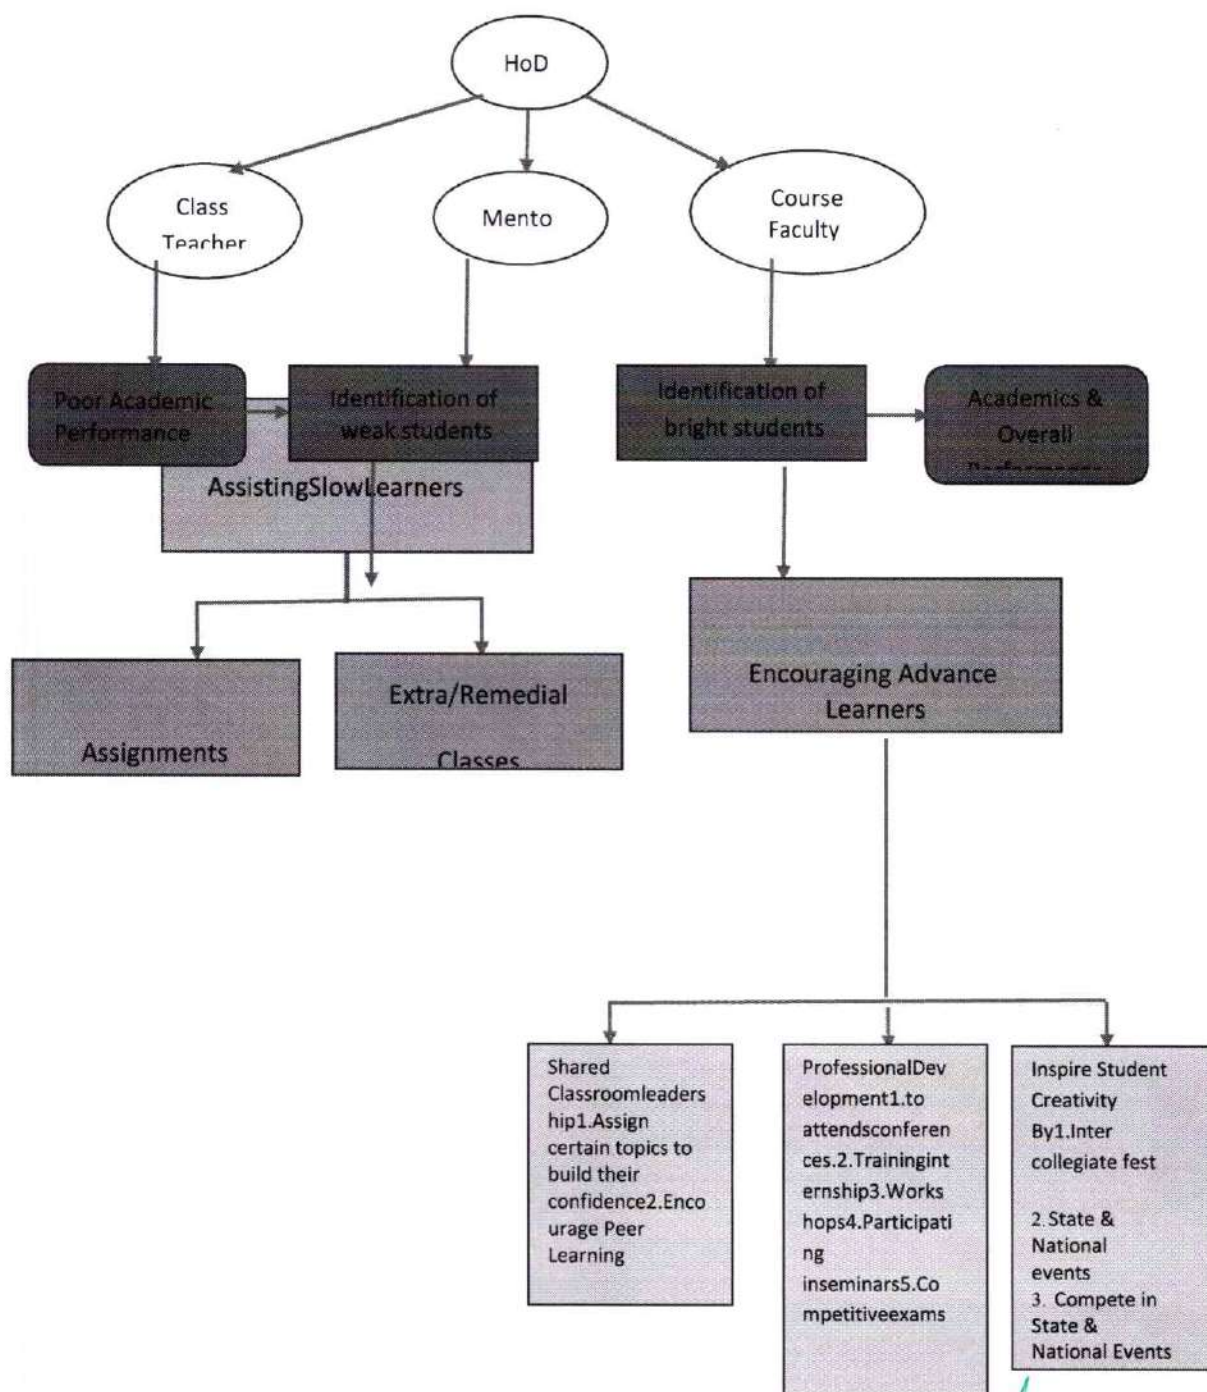 HoD
Class
Teacher
Mento
Course
Faculty
Poor Academic
Performance
Identification of
weak students
Identification of
bright students
Academics &
Overall
Performance
AssistingSlowLearners
Encouraging Advance
Learners
Assignments
Extra/Remedial
Classes
Shared
Classroomleaders
hip1.Assign
certain topics to
build their
confidence2.Enco
urage Peer
Learning
ProfessionalDev
elopment1.to
attendsconferen
ces.2.Trainingint
ernship3.Works
hops4.Participati
ng
inseminars5.Co
mpetitiveexams
Inspire Student
Creativity
By1.Inter
collegiate fest
2. State &
National
events
3. Compete in
State &
National Events